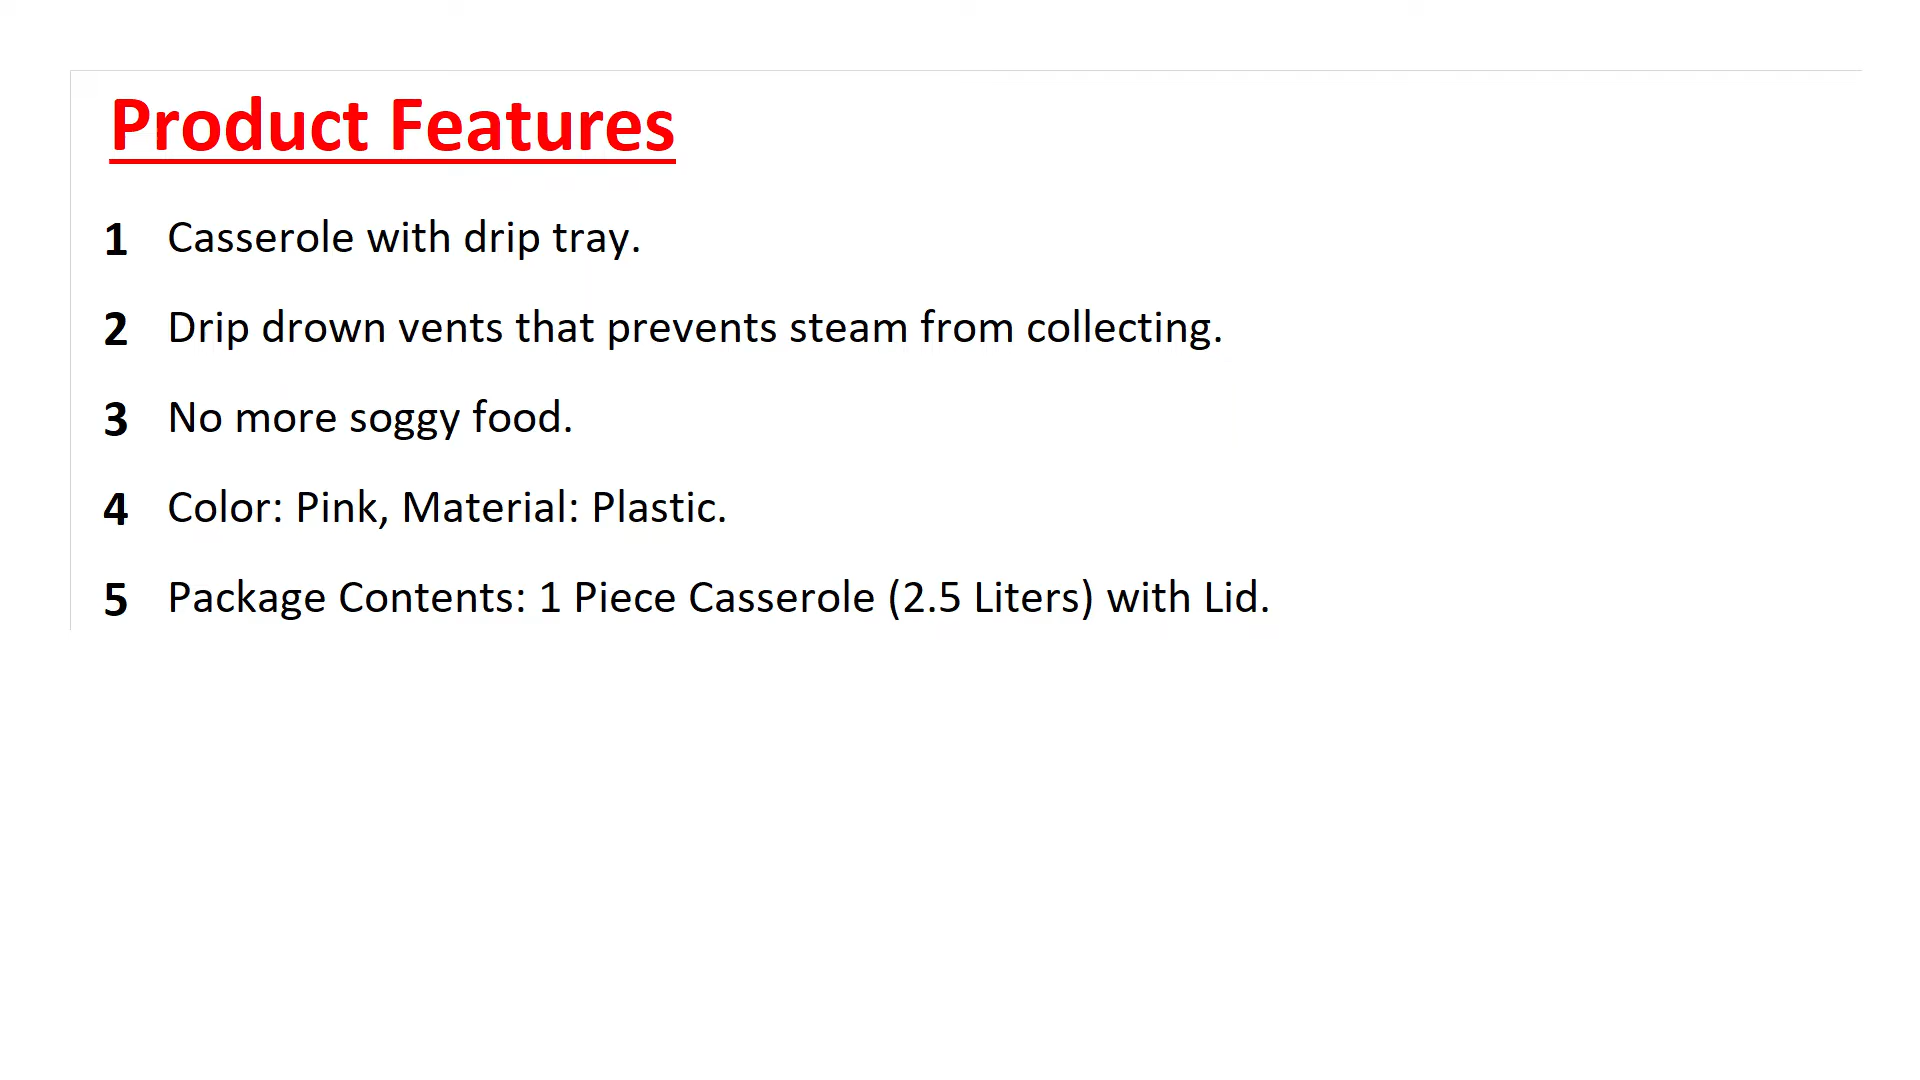 Product Features
1 Casserole with drip tray.
2 Drip drown vents that prevents steam from collecting.
3 No more soggy food.
4 Color: Pink, Material: Plastic.
5 Package Contents: 1 Piece Casserole (2.5 Liters) with Lid.